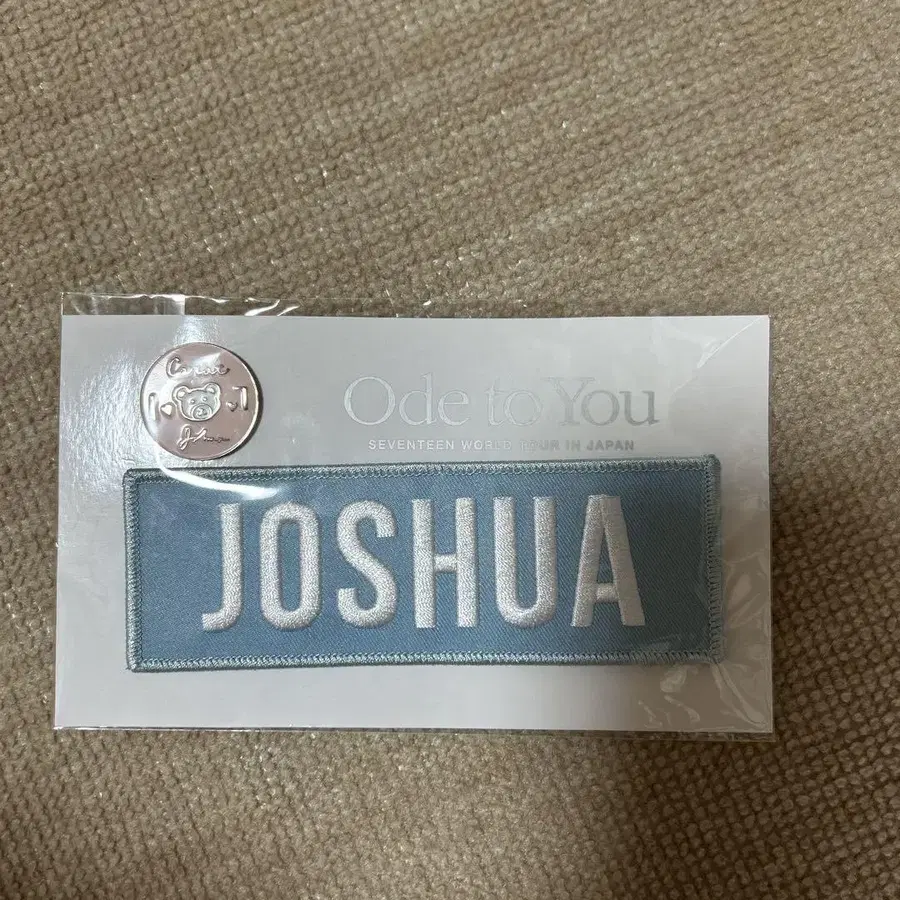 Ode to You
SEVENTEEN WORLD TOUR IN JAPAN
JOSHUA